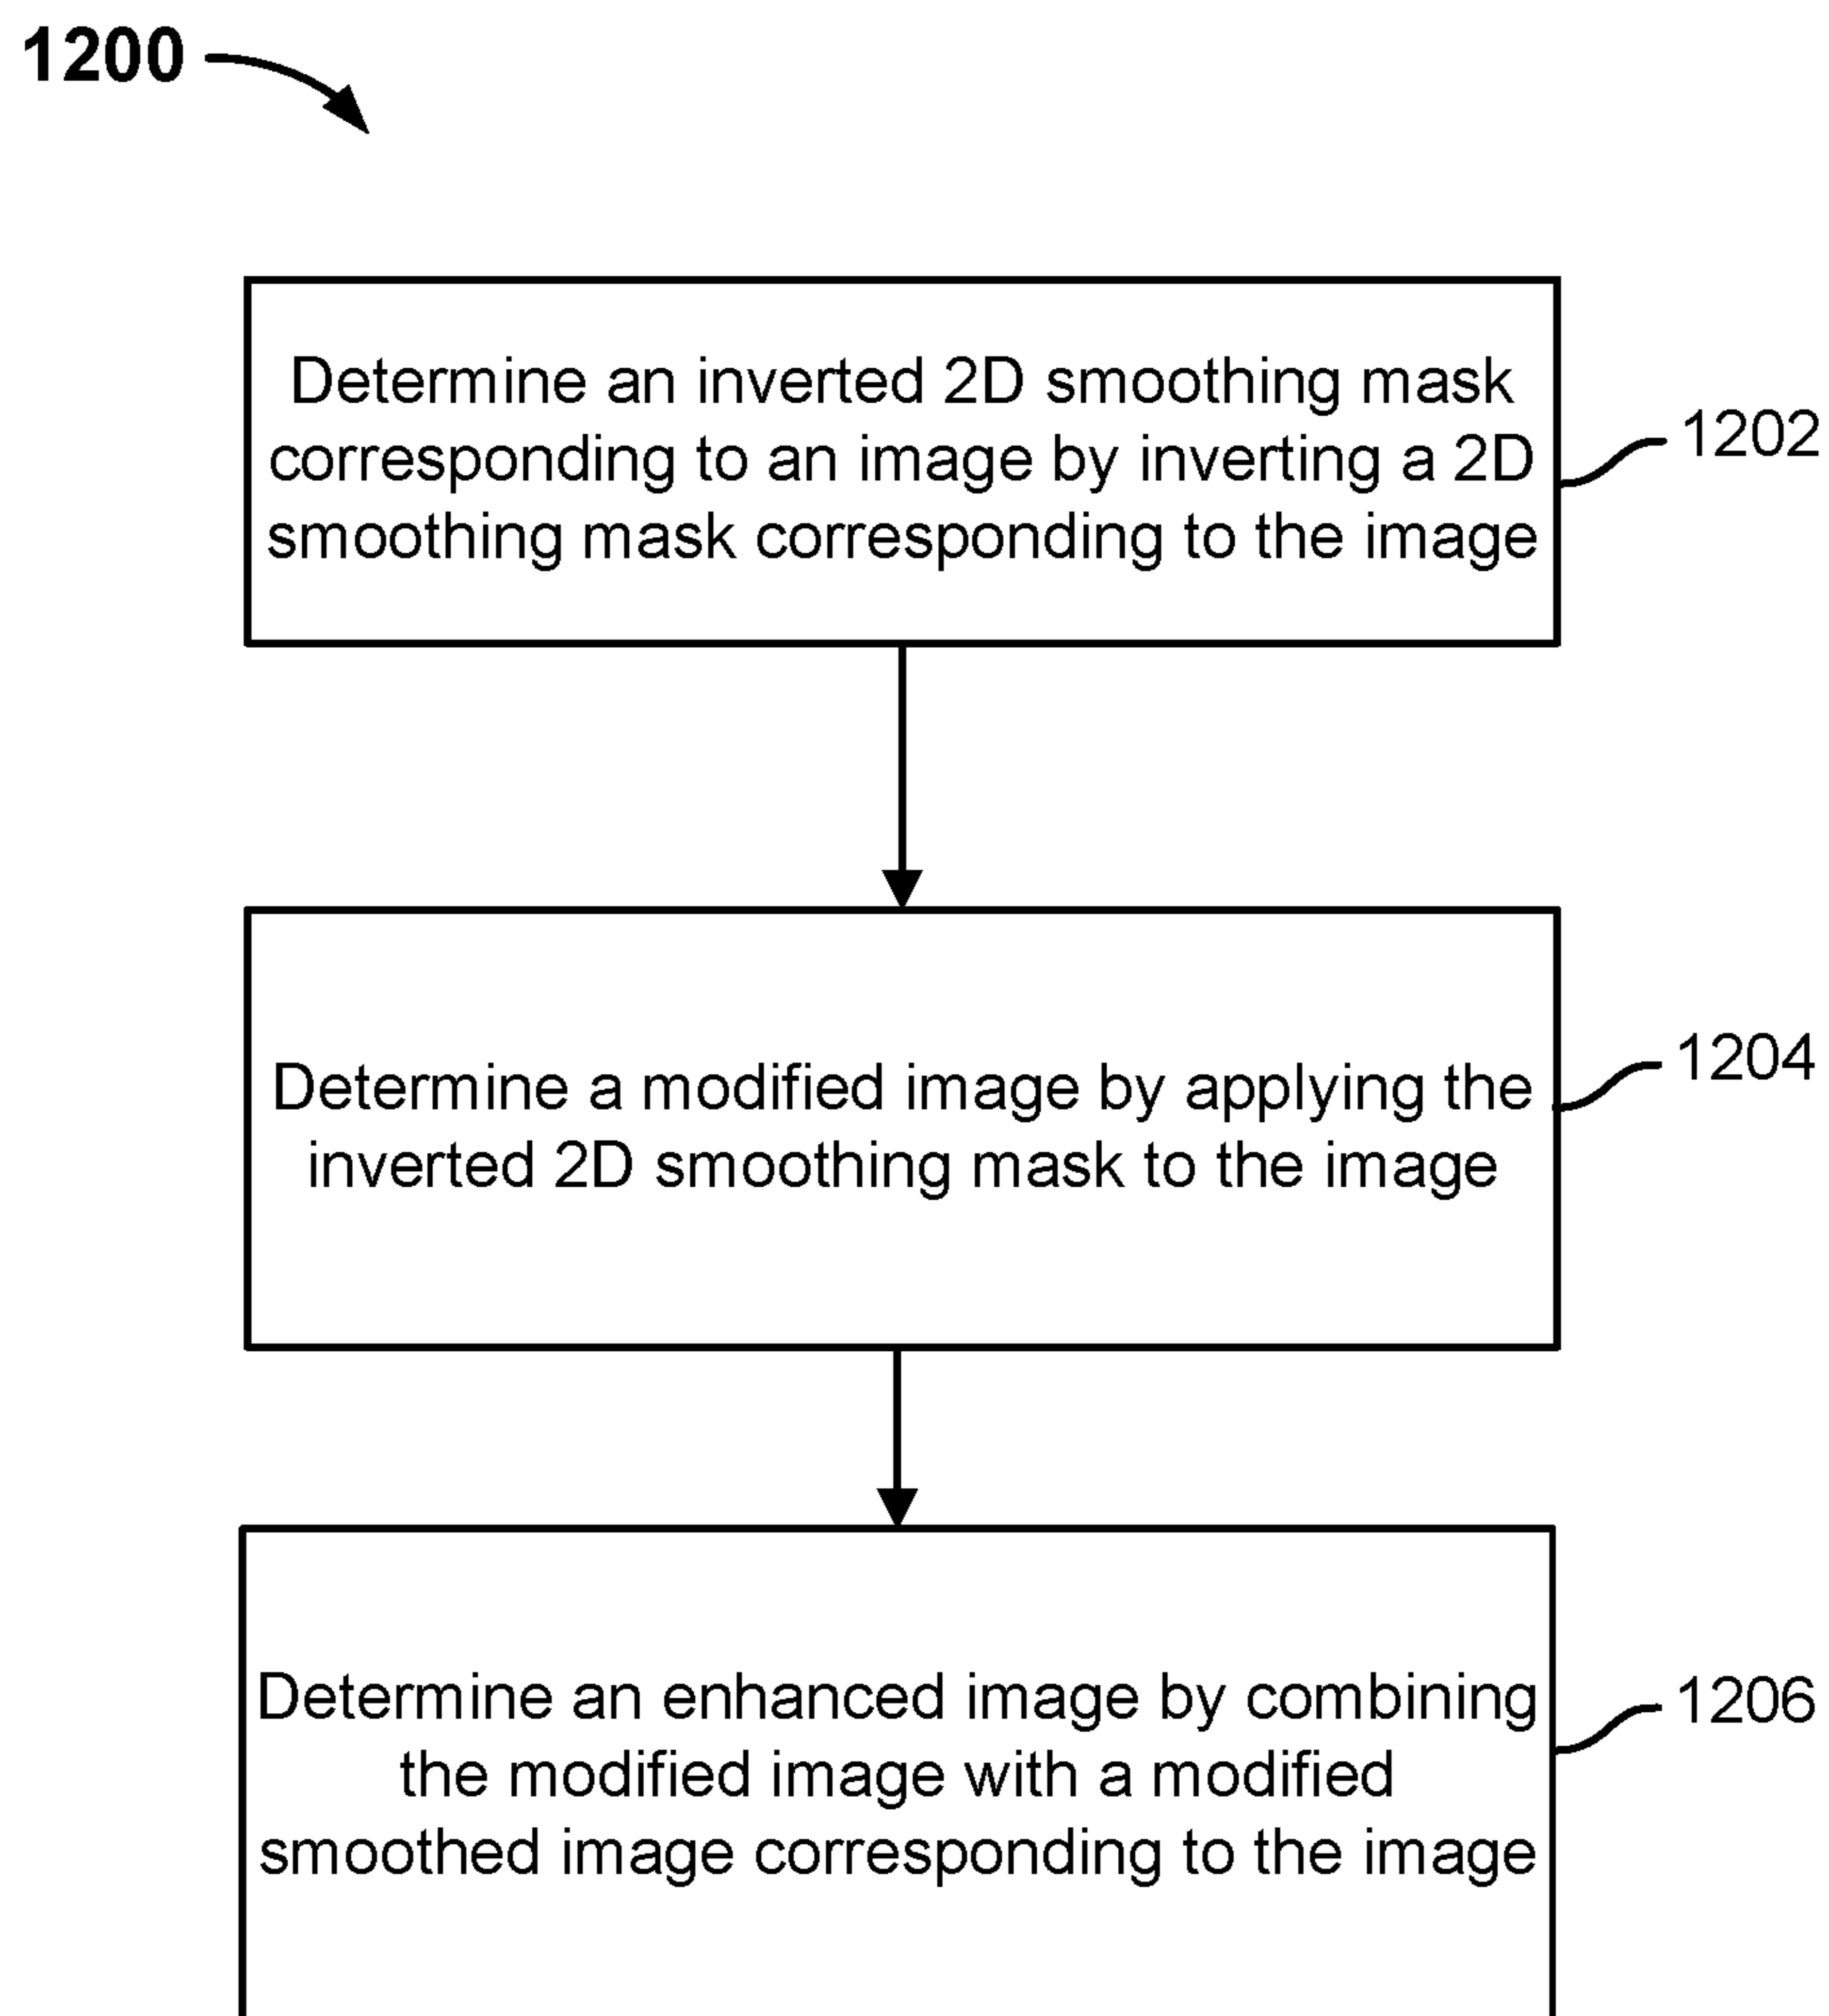 1200
Determine an inverted 2D smoothing mask
corresponding to an image by inverting a 2D
smoothing mask corresponding to the image
1202
Determine a modified image by applying the
inverted 2D smoothing mask to the image
1204
Determine an enhanced image by combining
the modified image with a modified
smoothed image corresponding to the image
1206